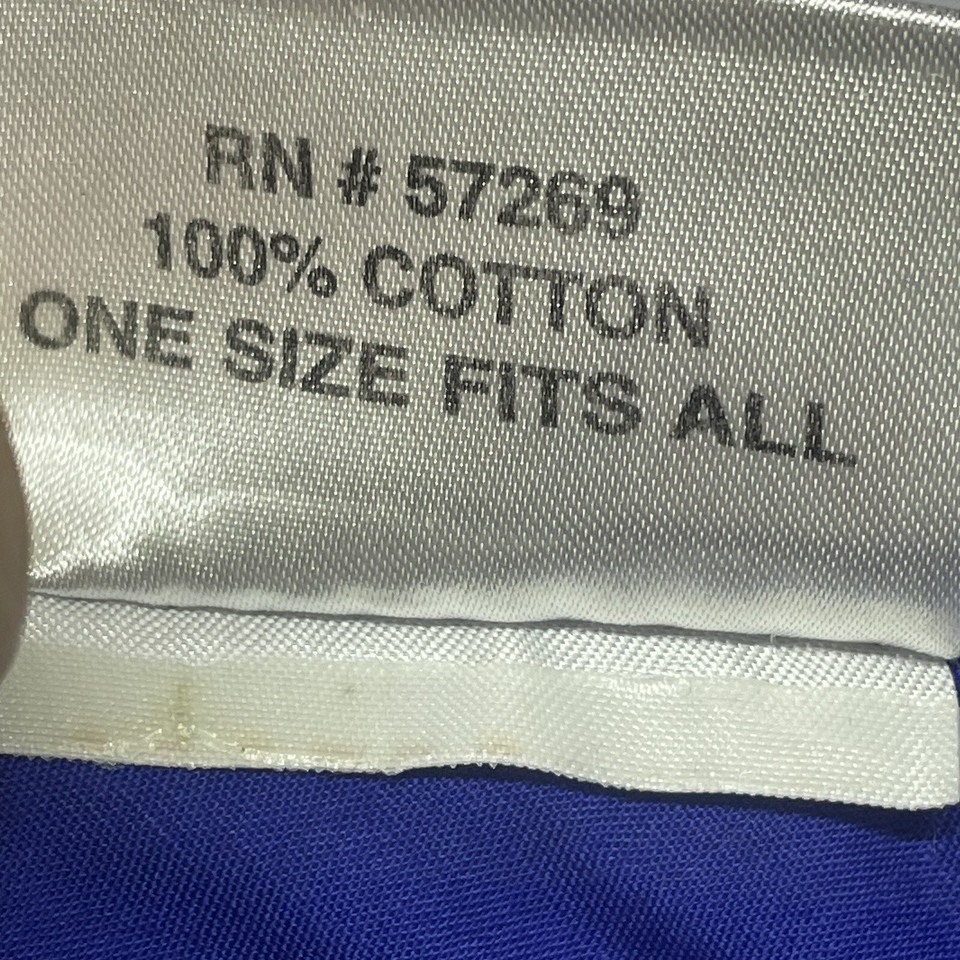 RN # 57269
100% COTTON
ONE SIZE FITS ALL